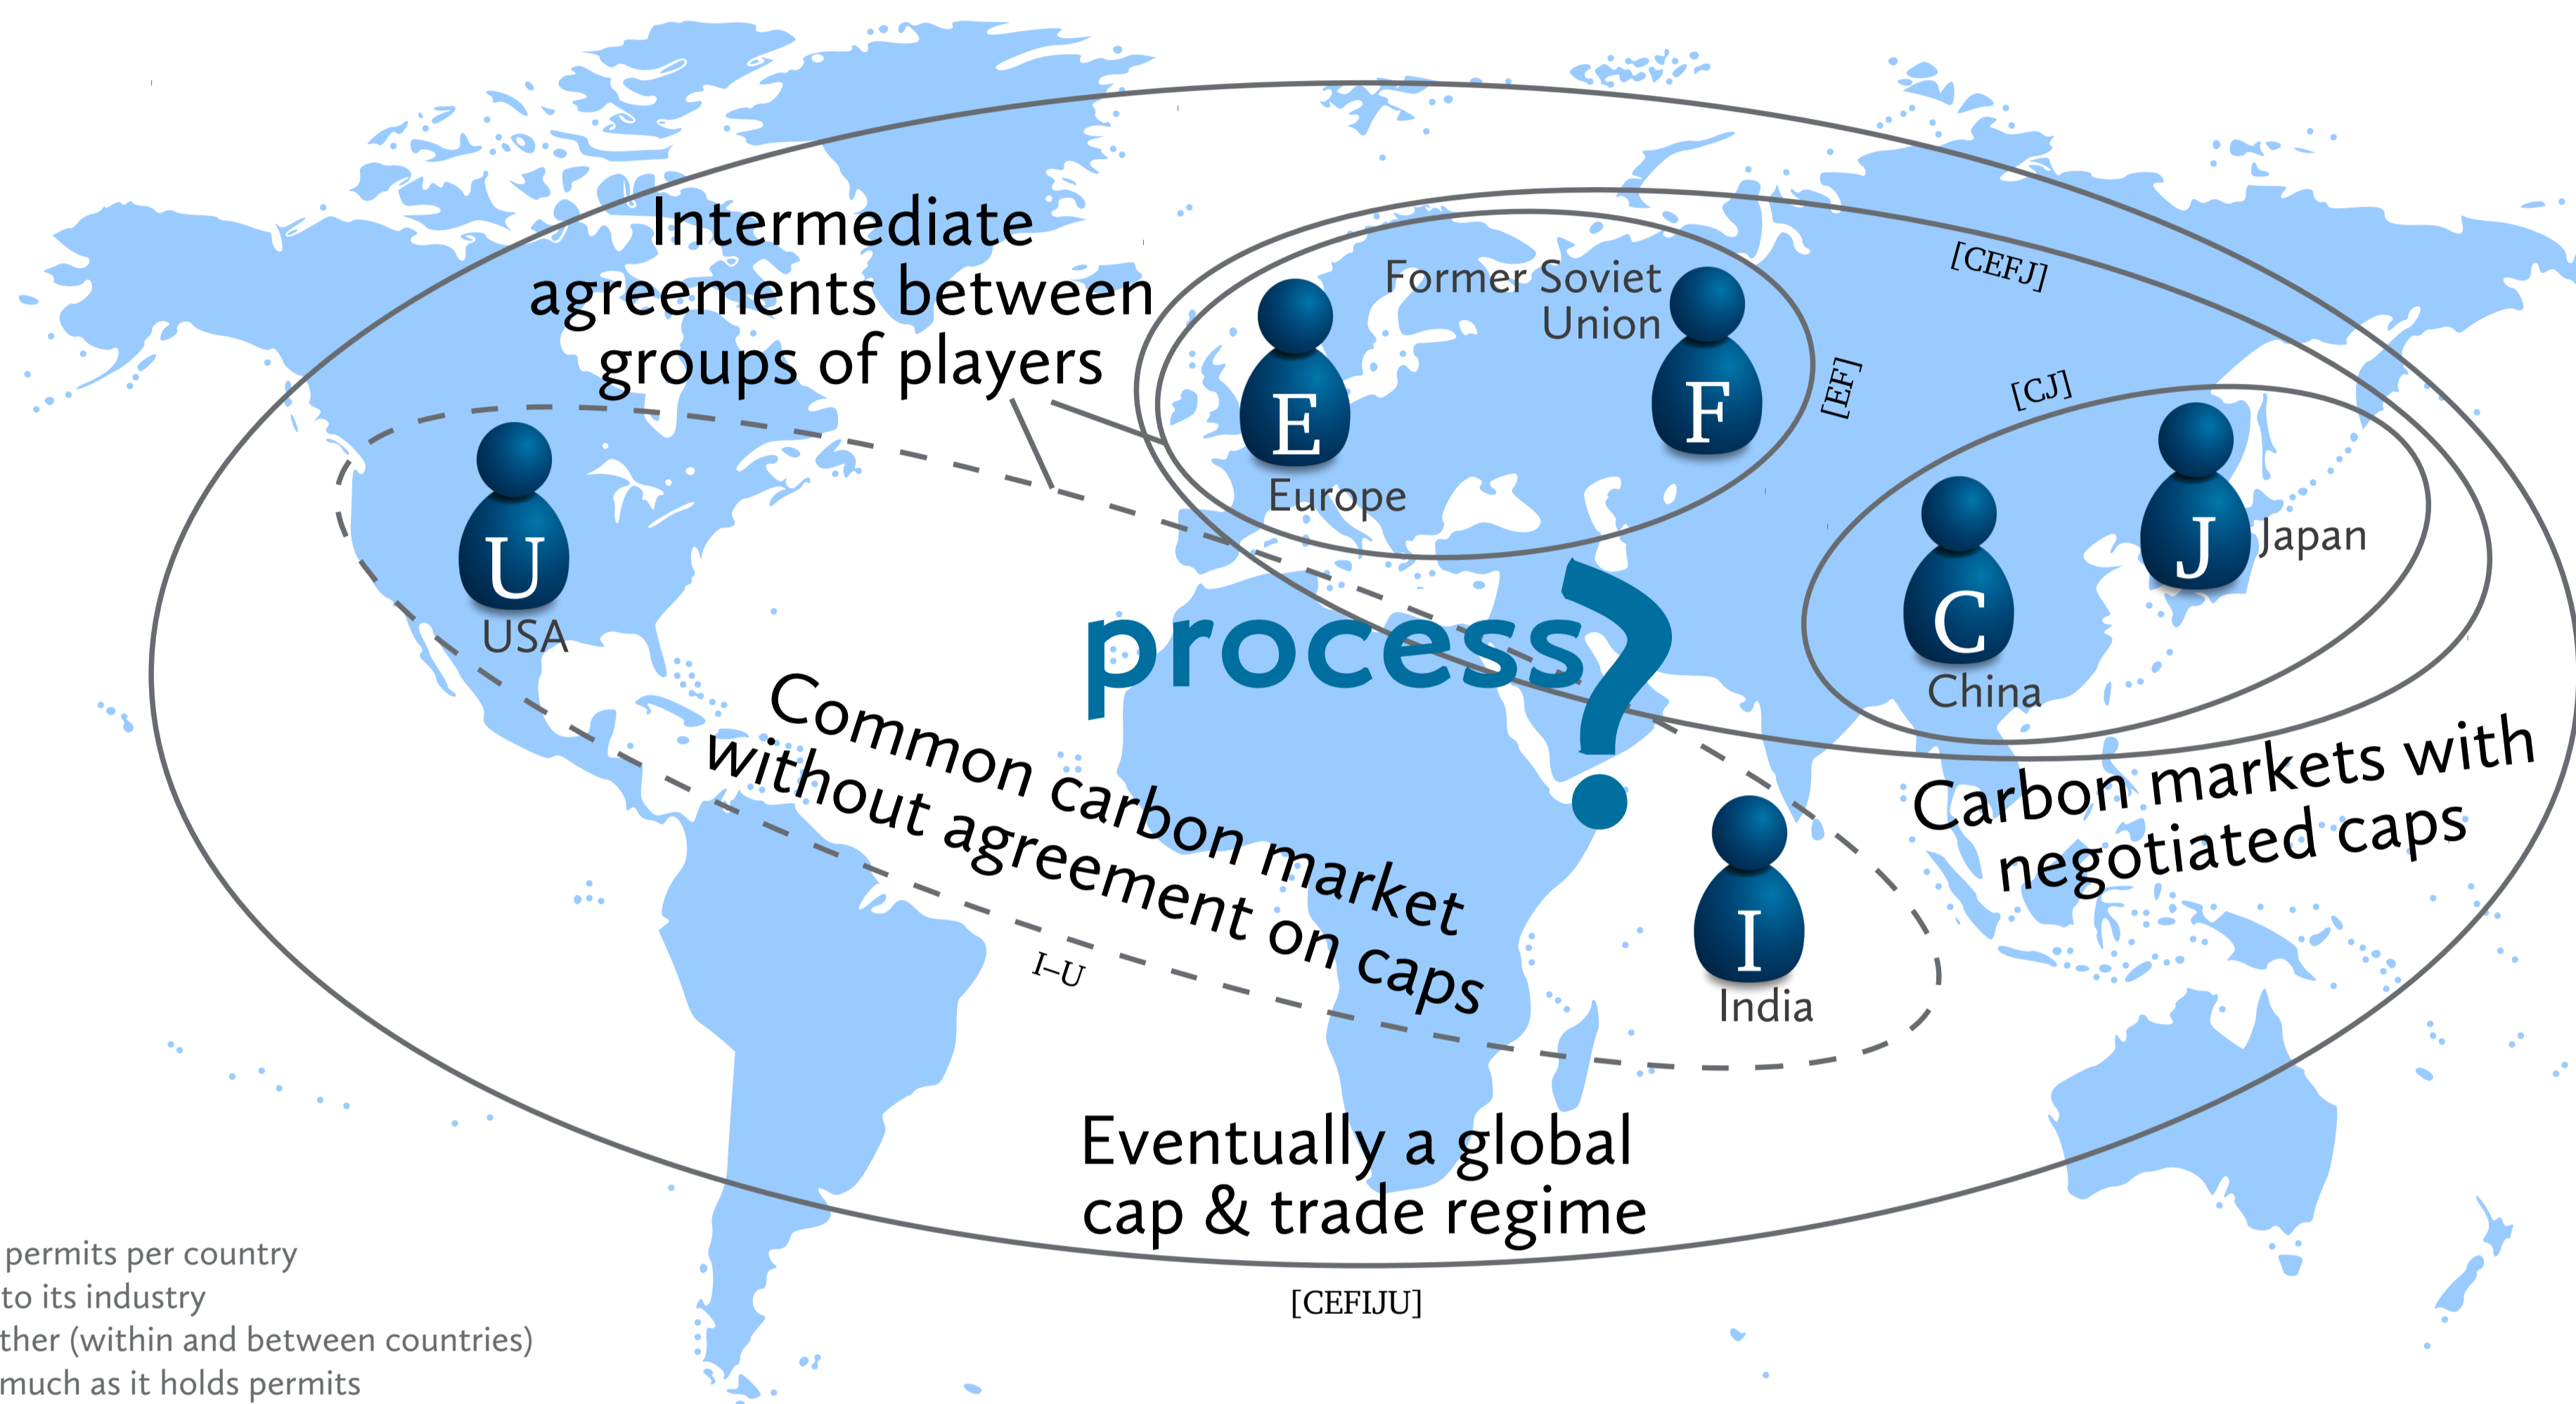 Intermediate
agreements between
groups of players
Former Soviet
Union
[CEFJ]
E
F
[EF]
[CJ]
Europe
U
USA
J
Japan
C
China
process?
Common carbon market
without agreement on caps
Carbon markets with
negotiated caps
I
India
I–U
Eventually a global
cap & trade regime
[CEFIJU]
permits per country
to its industry
ther (within and between countries)
much as it holds permits